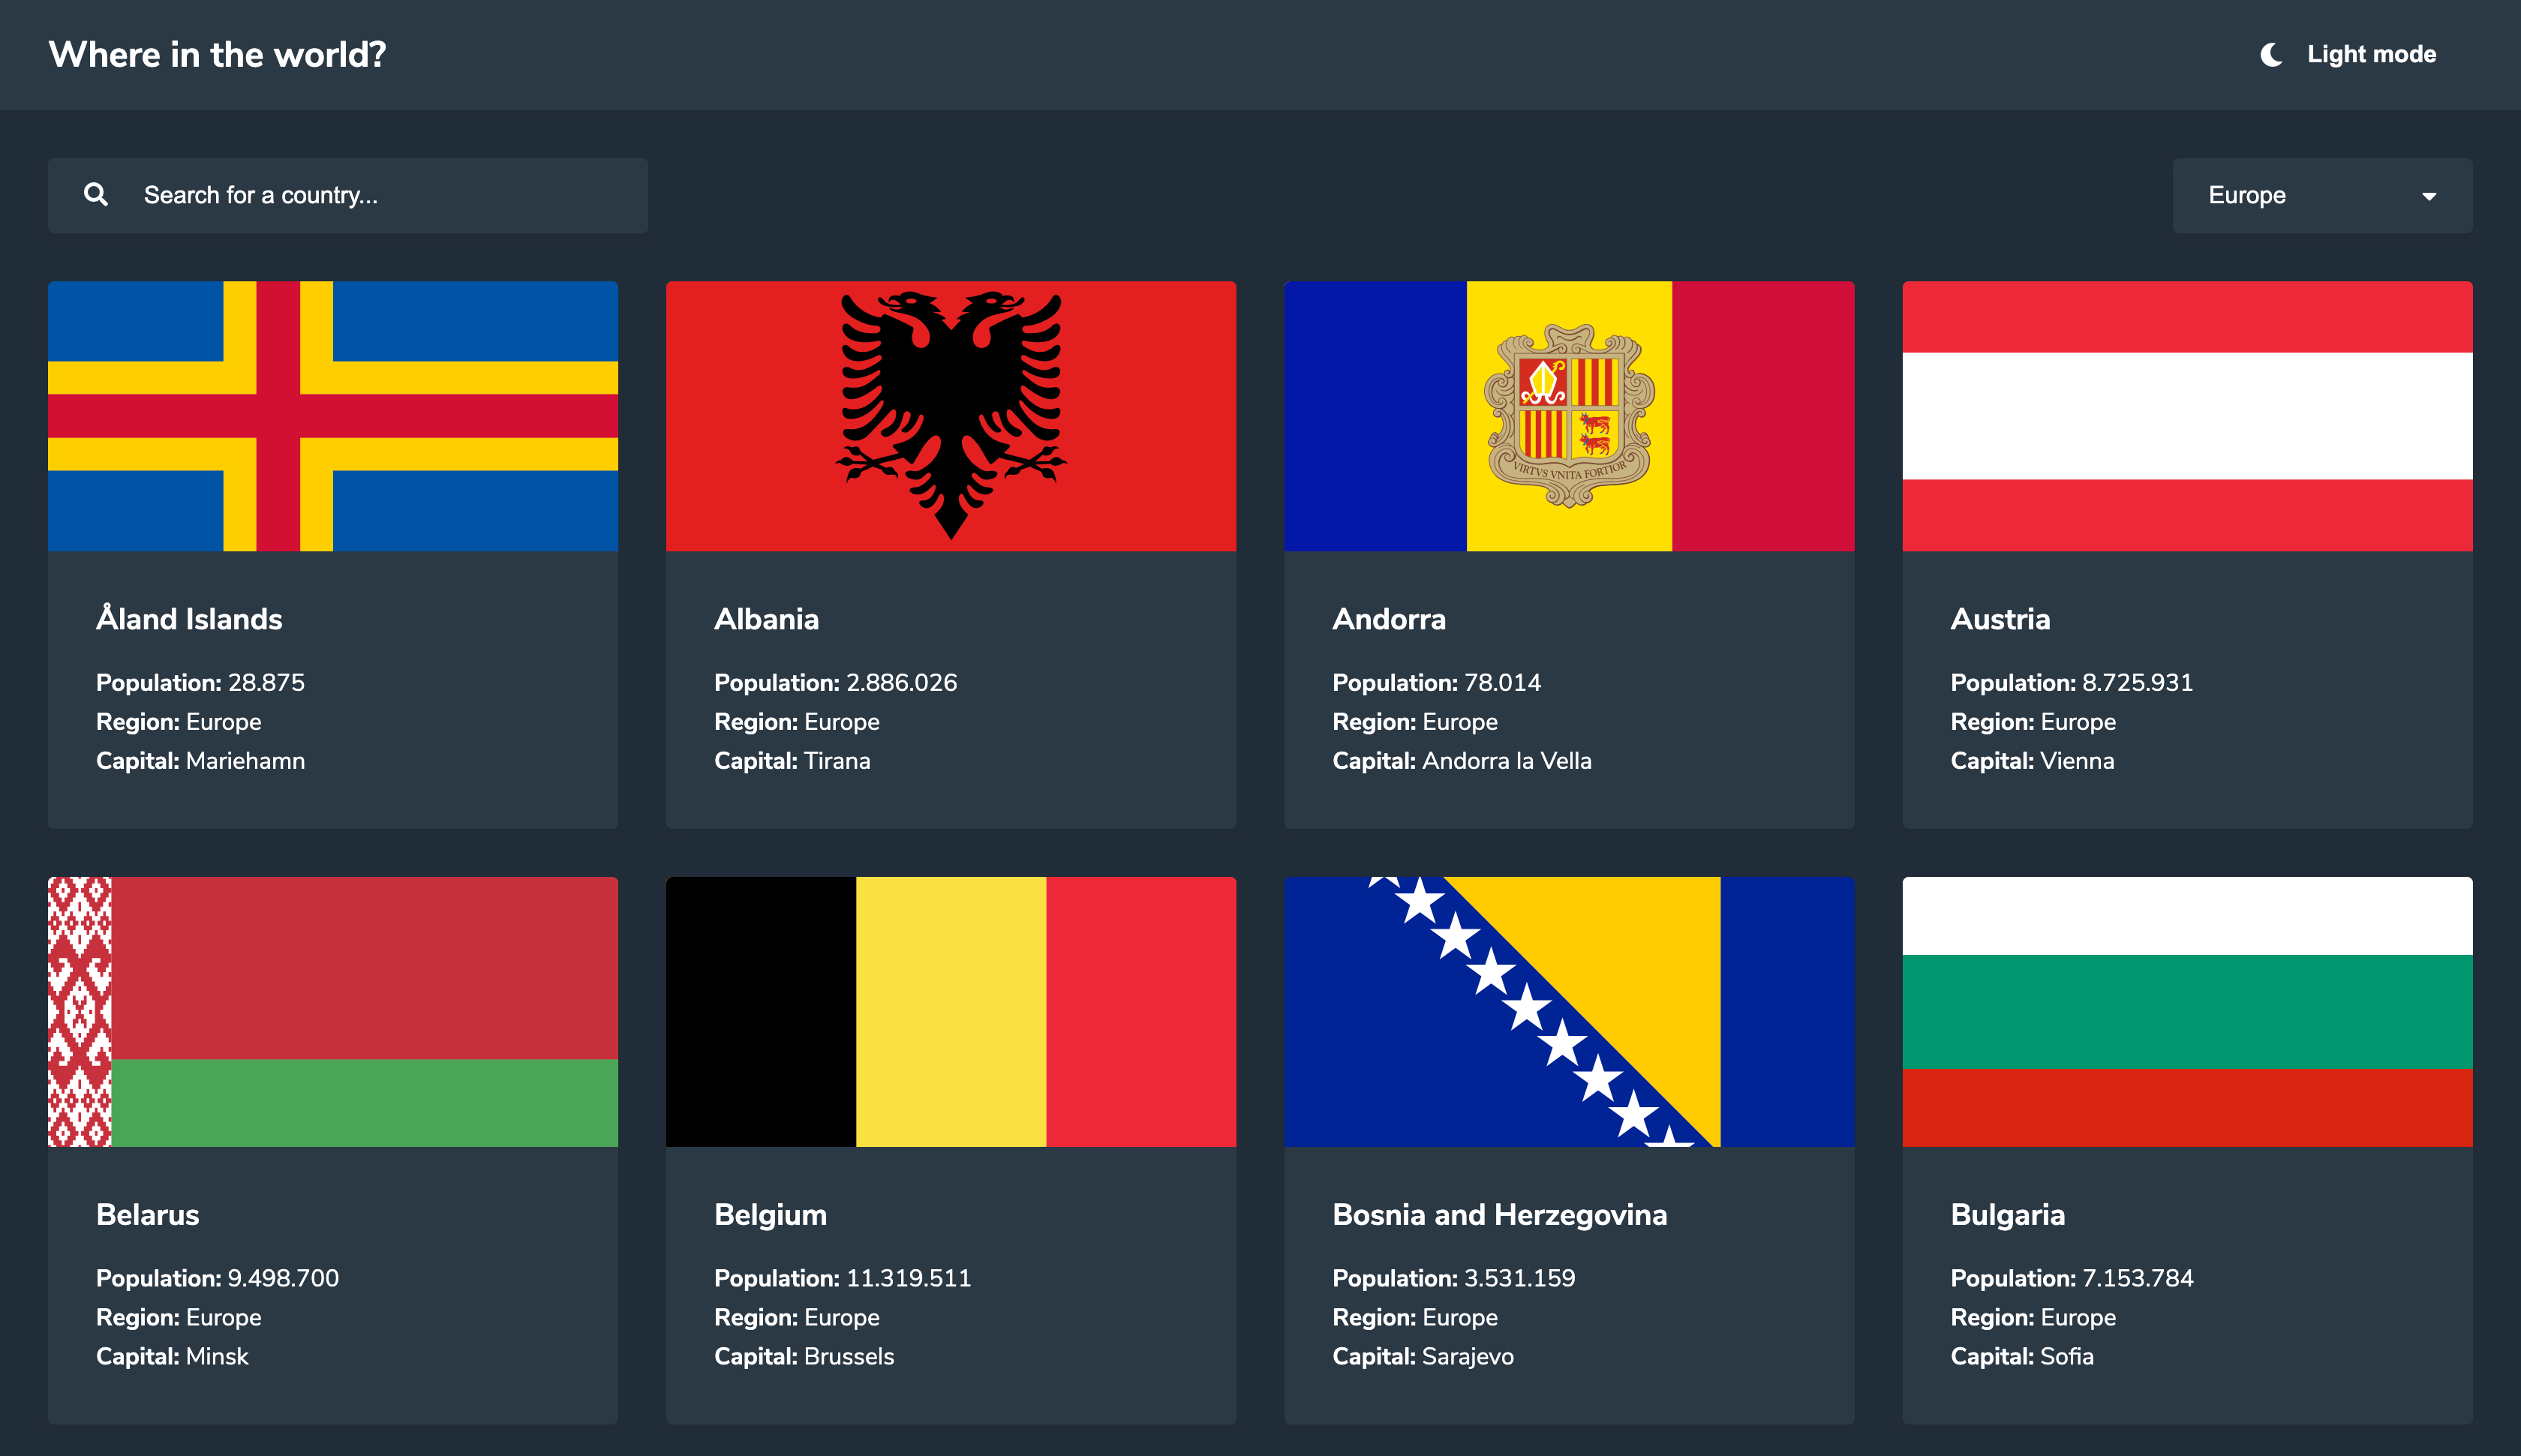 Where in the world?
Light mode
Search for a country...
Europe
VIRTVS VNITA FORTIOR
Åland Islands
Population: 28.875
Region: Europe
Capital: Mariehamn
Albania
Population: 2.886.026
Region: Europe
Capital: Tirana
Andorra
Population: 78.014
Region: Europe
Capital: Andorra la Vella
Austria
Population: 8.725.931
Region: Europe
Capital: Vienna
Belarus
Population: 9.498.700
Region: Europe
Capital: Minsk
Belgium
Population: 11.319.511
Region: Europe
Capital: Brussels
Bosnia and Herzegovina
Population: 3.531.159
Region: Europe
Capital: Sarajevo
Bulgaria
Population: 7.153.784
Region: Europe
Capital: Sofia